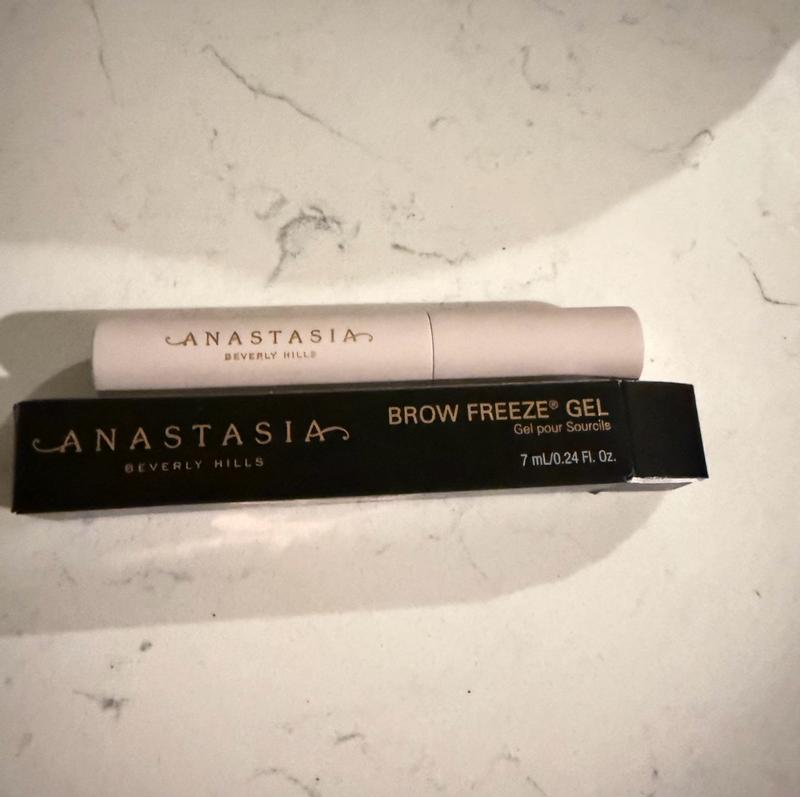 ANASTASIA
BEVERLY HILLS
ANASTASIA
BEVERLY HILLS
BROW FREEZE® GEL
Gel pour Sourcils
7 mL/0.24 Fl. Oz.